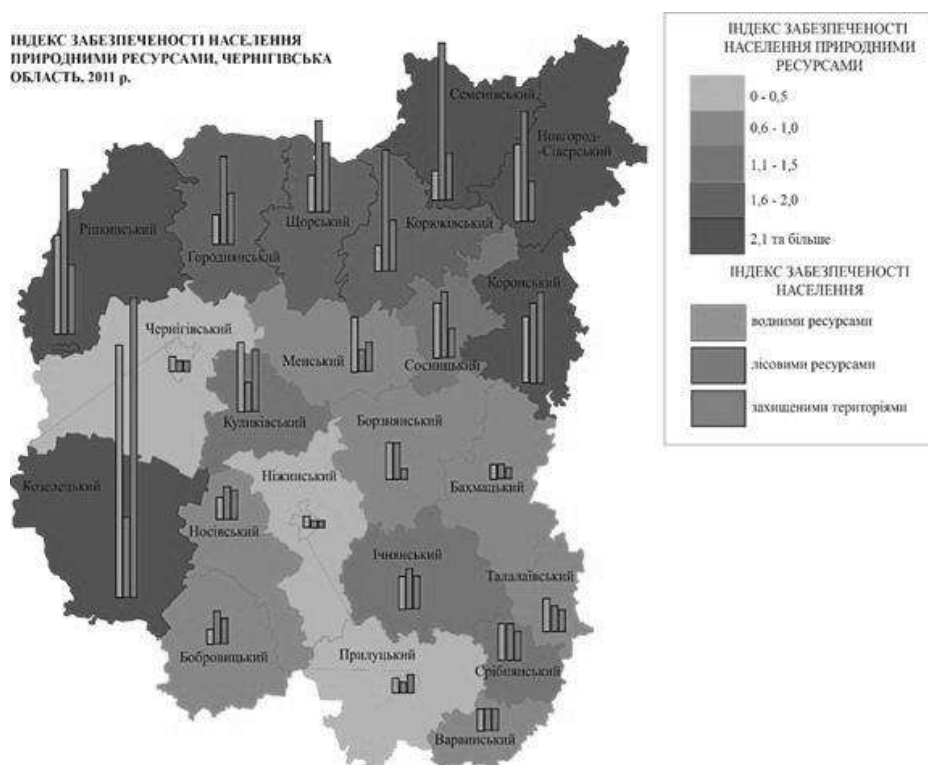 ІНДЕКС ЗАБЕЗПЕЧЕНОСТІ НАСЕЛЕННЯ
ПРИРОДНИМИ РЕСУРСАМИ, ЧЕРНІГІВСЬКА
ОБЛАСТЬ, 2011 р.
ІНДЕКС ЗАБЕЗПЕЧЕНОСТІ
НАСЕЛЕННЯ ПРИРОДНИМИ
РЕСУРСАМИ
0 - 0,5
0,6 - 1,0
1,1 - 1,5
1,6 - 2,0
2,1 та більше
ІНДЕКС ЗАБЕЗПЕЧЕНОСТІ
НАСЕЛЕННЯ
водними ресурсами
лісовими ресурсами
захищеними територіями
Семенівський
Новгород-
-Сіверський
Ріпкинський
Городнянський
Щорський
Корюківський
Коропський
Чернігівський
Менський
Сосницький
Куликівський
Борзнянський
Козелецький
Ніжинський
Бахмацький
Носівський
Ічнянський
Талалаївський
Бобровицький
Прилуцький
Срібнянський
Варвинський